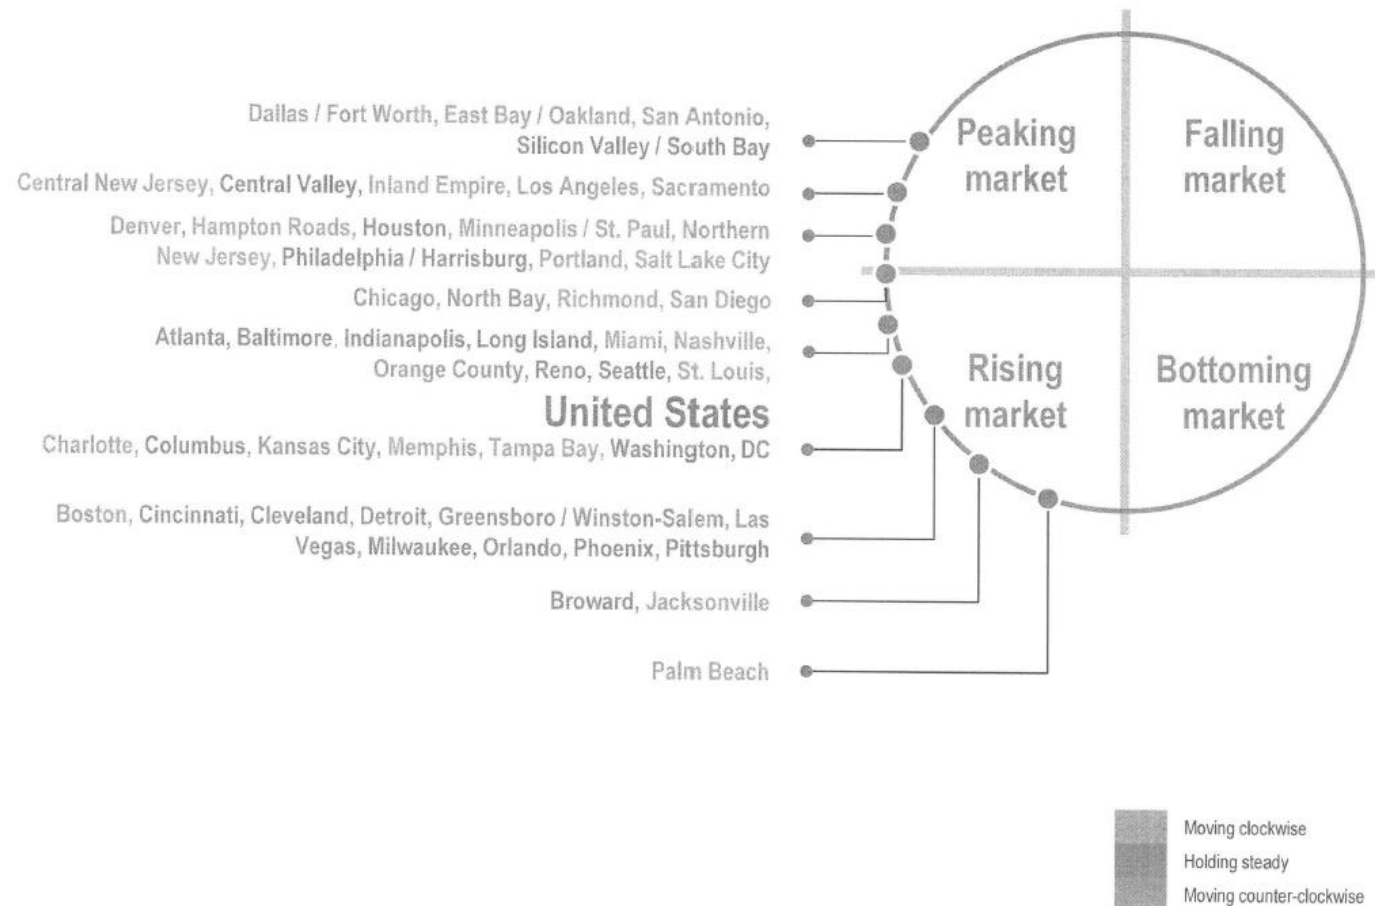 Dallas / Fort Worth, East Bay / Oakland, San Antonio,
Silicon Valley / South Bay
Central New Jersey, Central Valley, Inland Empire, Los Angeles, Sacramento
Denver, Hampton Roads, Houston, Minneapolis / St. Paul, Northern
New Jersey, Philadelphia / Harrisburg, Portland, Salt Lake City
Chicago, North Bay, Richmond, San Diego
Atlanta, Baltimore, Indianapolis, Long Island, Miami, Nashville,
Orange County, Reno, Seattle, St. Louis,
United States
Charlotte, Columbus, Kansas City, Memphis, Tampa Bay, Washington, DC
Boston, Cincinnati, Cleveland, Detroit, Greensboro / Winston-Salem, Las
Vegas, Milwaukee, Orlando, Phoenix, Pittsburgh
Broward, Jacksonville
Palm Beach
Peaking
market
Falling
market
Rising
market
Bottoming
market
Moving clockwise
Holding steady
Moving counter-clockwise